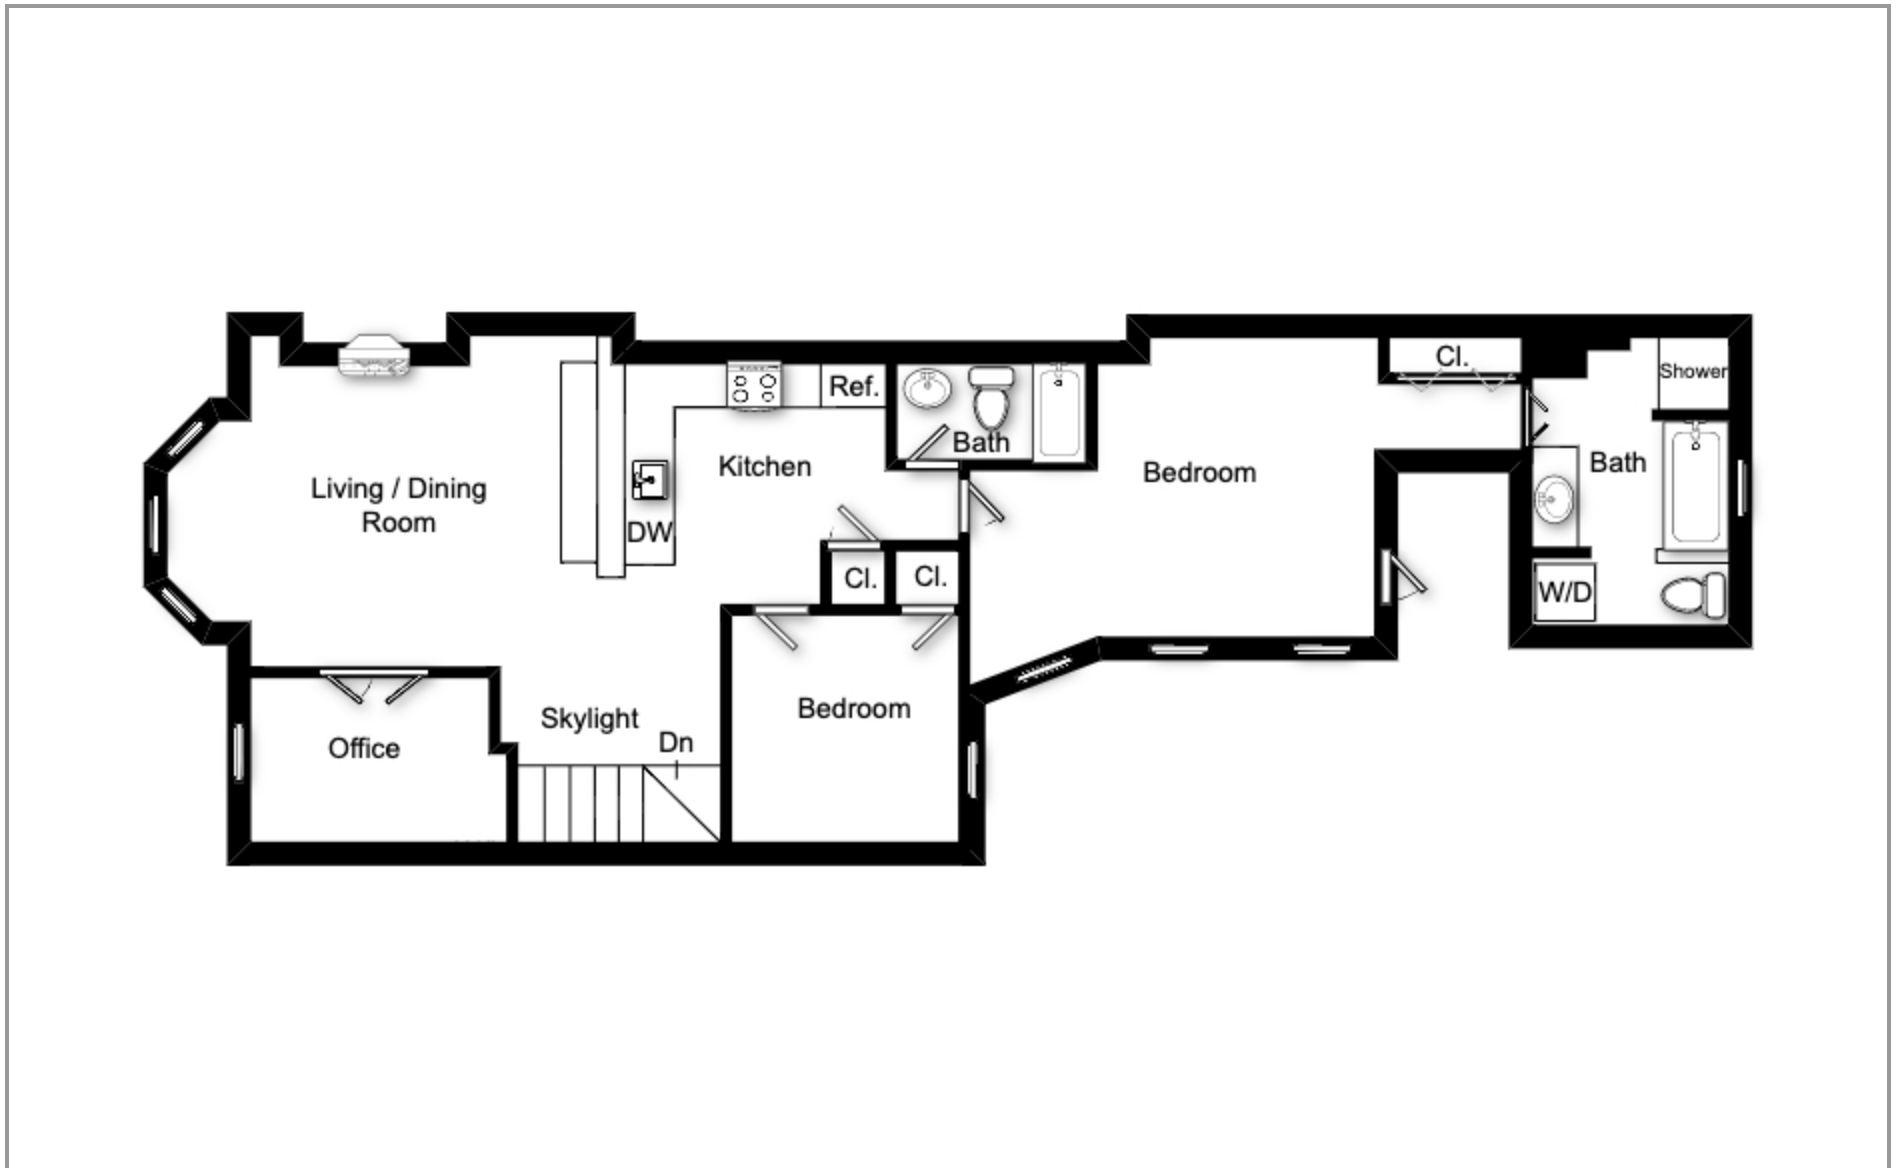 Cl.
Shower
Ref.
Bath
Kitchen
Bedroom
Bath
Living / Dining
Room
DW
Cl.
Cl.
W/D
Bedroom
Skylight
Dn
Office